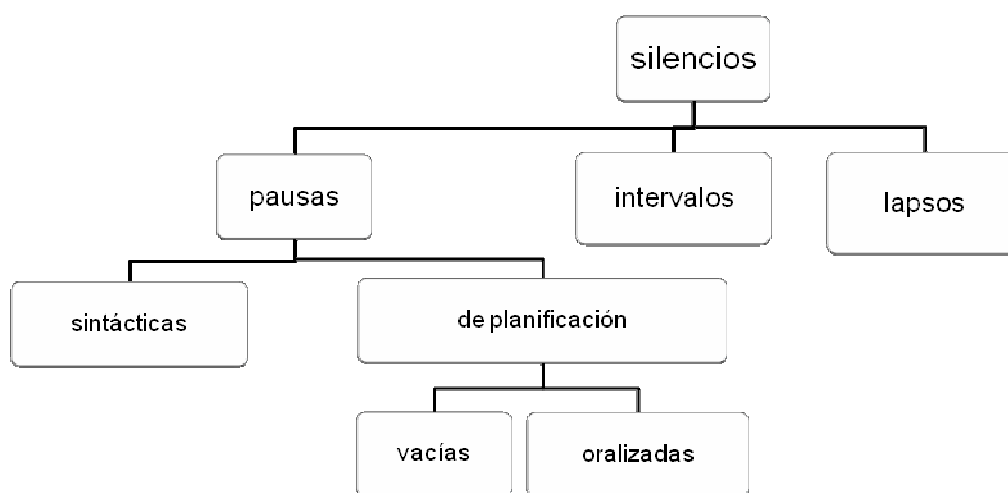 silencios
pausas
intervalos
lapsos
sintácticas
de planificación
vacías
oralizadas